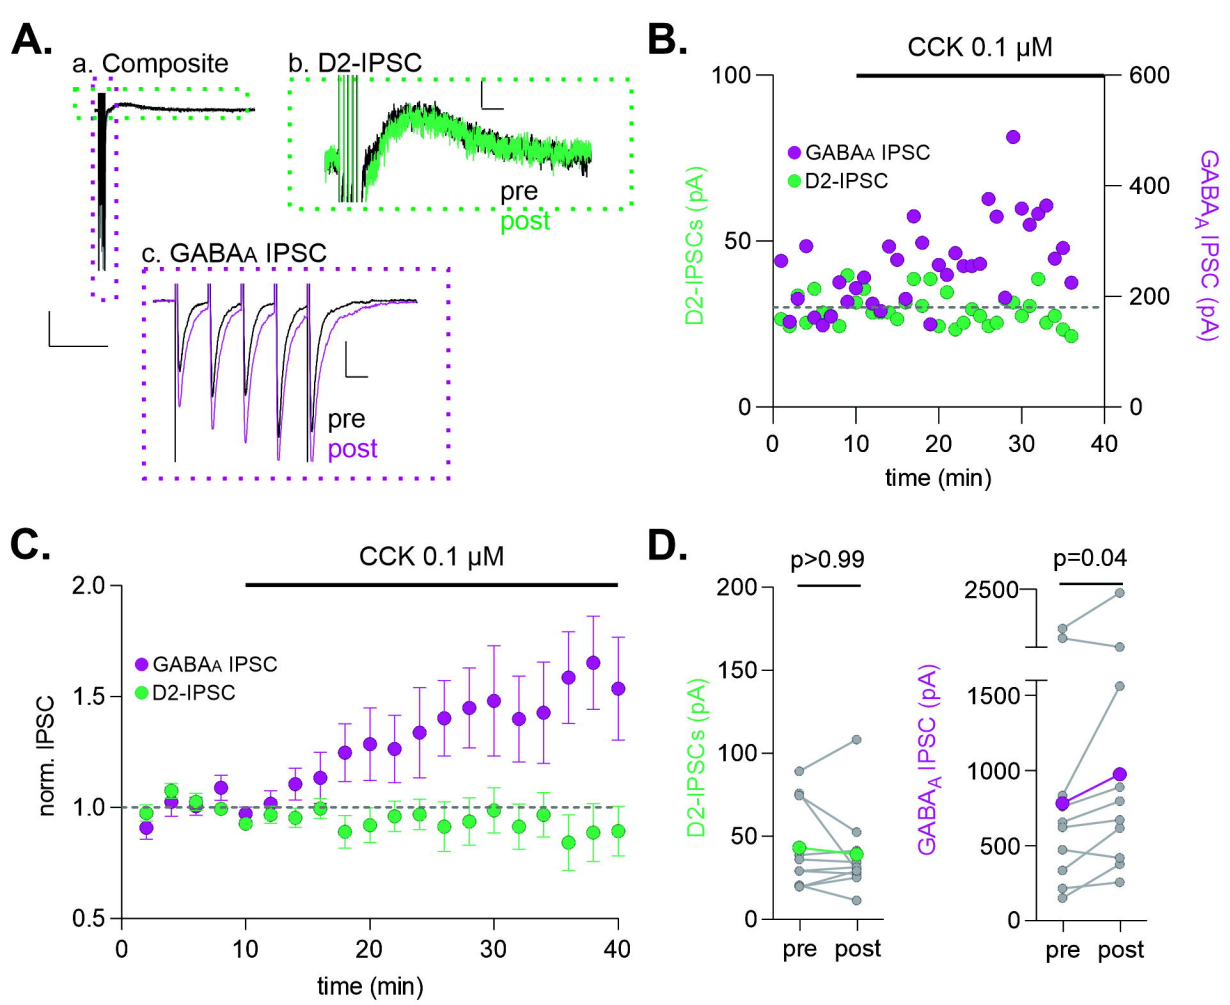 A.
a. Composite
b. D2-IPSC
pre
post
c. GABAA IPSC
pre
post
B.
CCK 0.1 µM
100
50
0
D2-IPSCs (pA)
GABAA IPSC
D2-IPSC
600
400
200
0
GABAA IPSC (pA)
0 10 20 30 40
time (min)
C.
CCK 0.1 µM
2.0
1.5
1.0
0.5
norm. IPSC
GABAA IPSC
D2-IPSC
0 10 20 30 40
time (min)
D.
p>0.99
200
150
100
50
0
D2-IPSCs (pA)
pre post
p=0.04
2500
1500
1000
500
0
GABAA IPSC (pA)
pre post